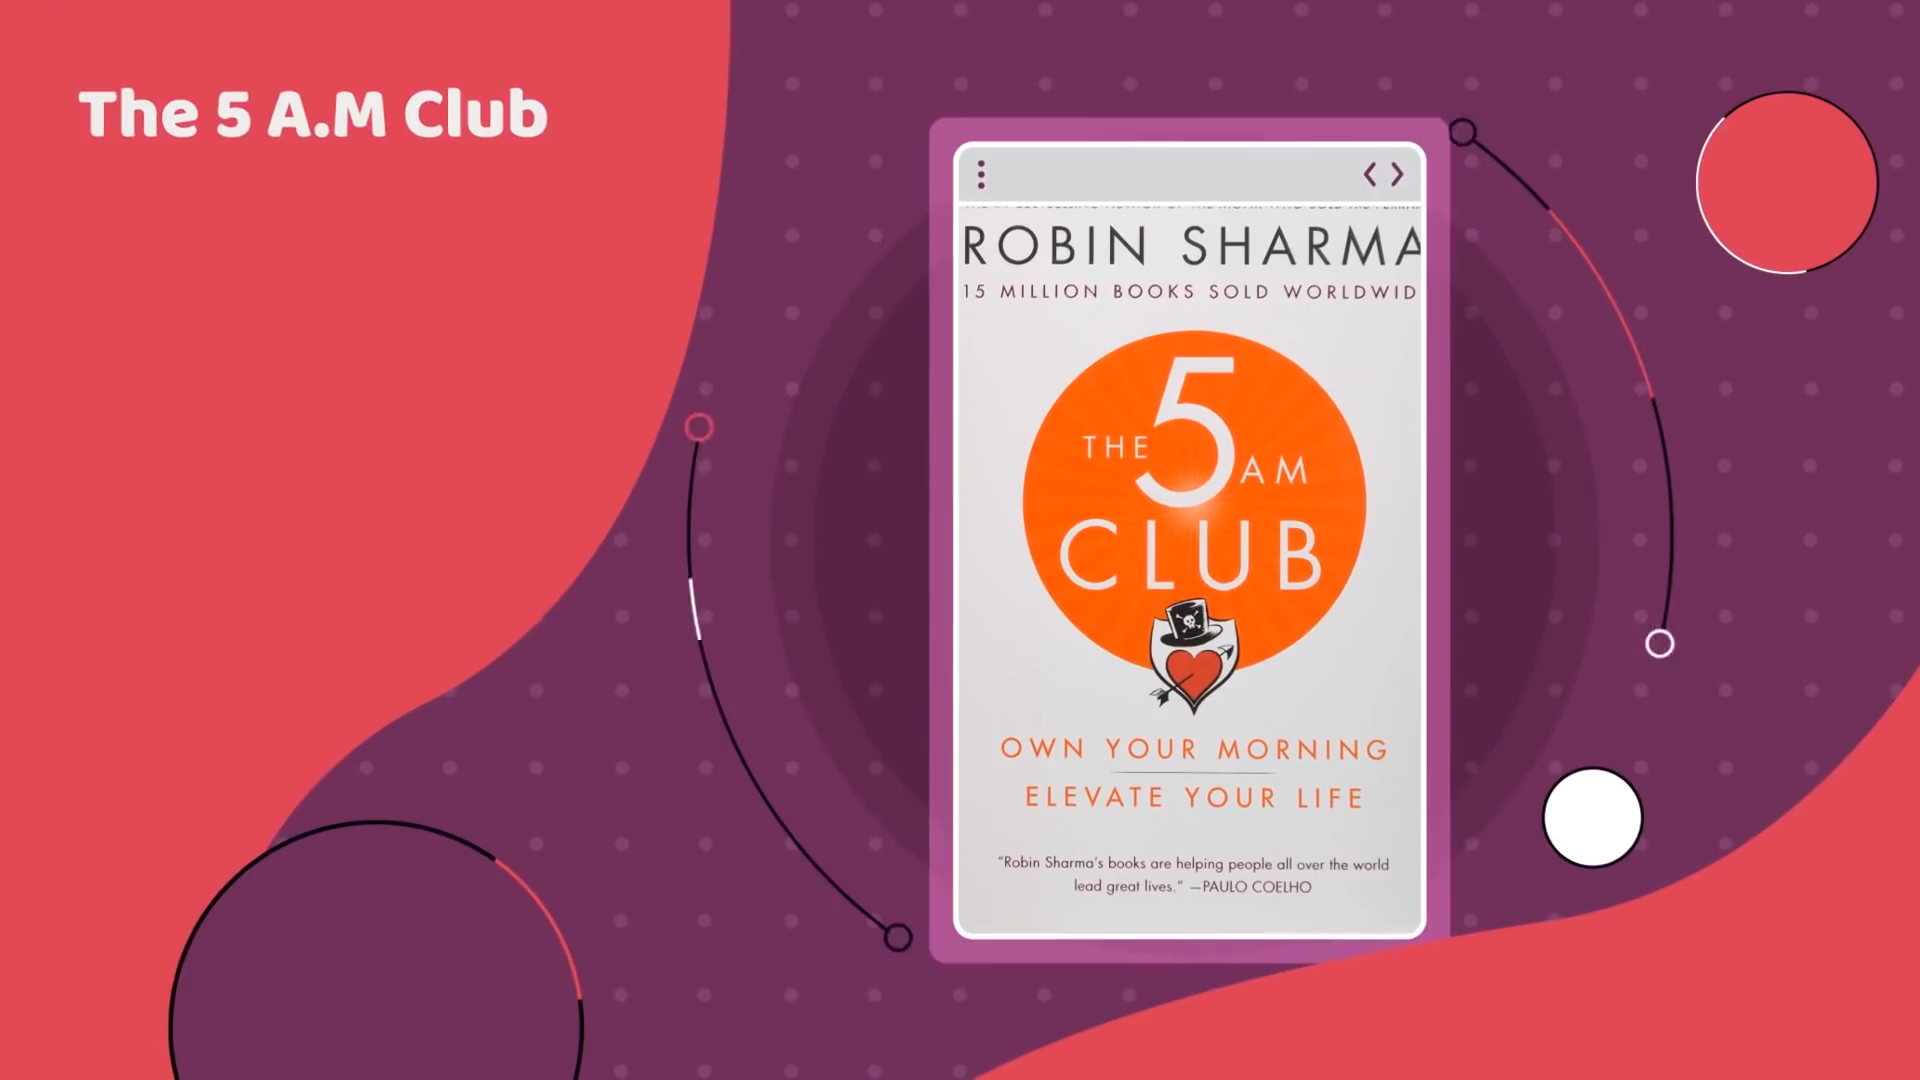 The 5 A.M Club
ROBIN SHARMA
15 MILLION BOOKS SOLD WORLDWID
THE 5 AM
CLUB
OWN YOUR MORNING
ELEVATE YOUR LIFE
“Robin Sharma’s books are helping people all over the world
lead great lives.” —PAULO COELHO